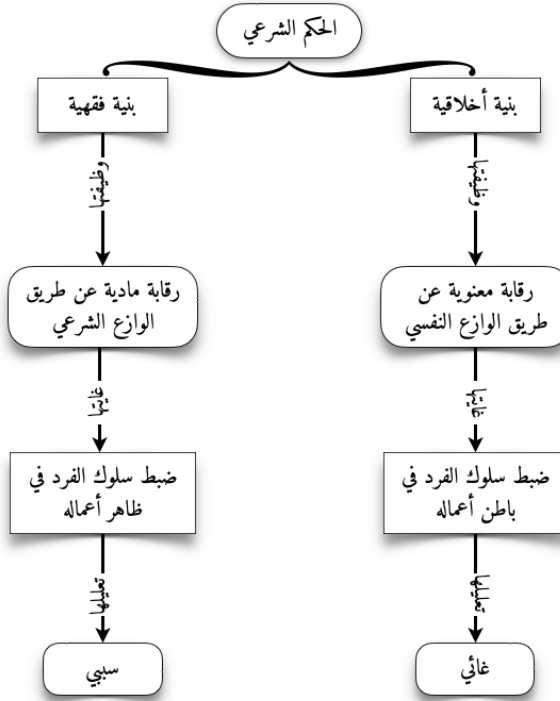 الحكم الشرعي
بنية أخلاقية
بنية فقهية
وظيفتها
وظيفتها
رقابة معنوية عن
طريق الوازع النفسي
رقابة مادية عن طريق
الوازع الشرعي
غايتها
غايتها
ضبط سلوك الفرد في
باطن أعماله
ضبط سلوك الفرد في
ظاهر أعماله
تعليلها
تعليلها
غائي
سببي